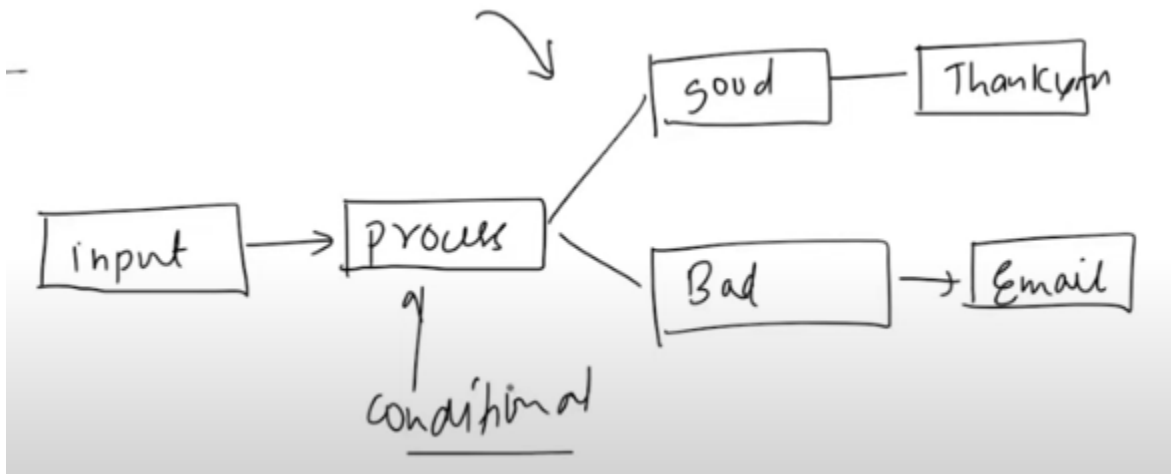 Good
Thankyou
input
process
Bad
Email
conditional